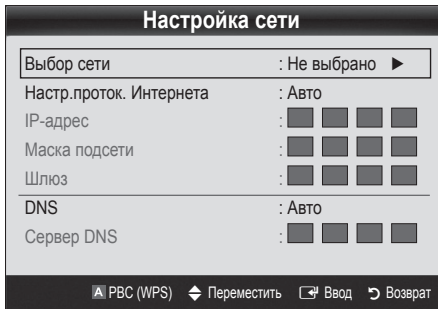 Настройка сети
Выбор сети : Не выбрано ►
Настр.проток. Интернета : Авто
IP-адрес :
Маска подсети :
Шлюз :
DNS : Авто
Сервер DNS :
A PBC (WPS) Переместить Ввод Возврат